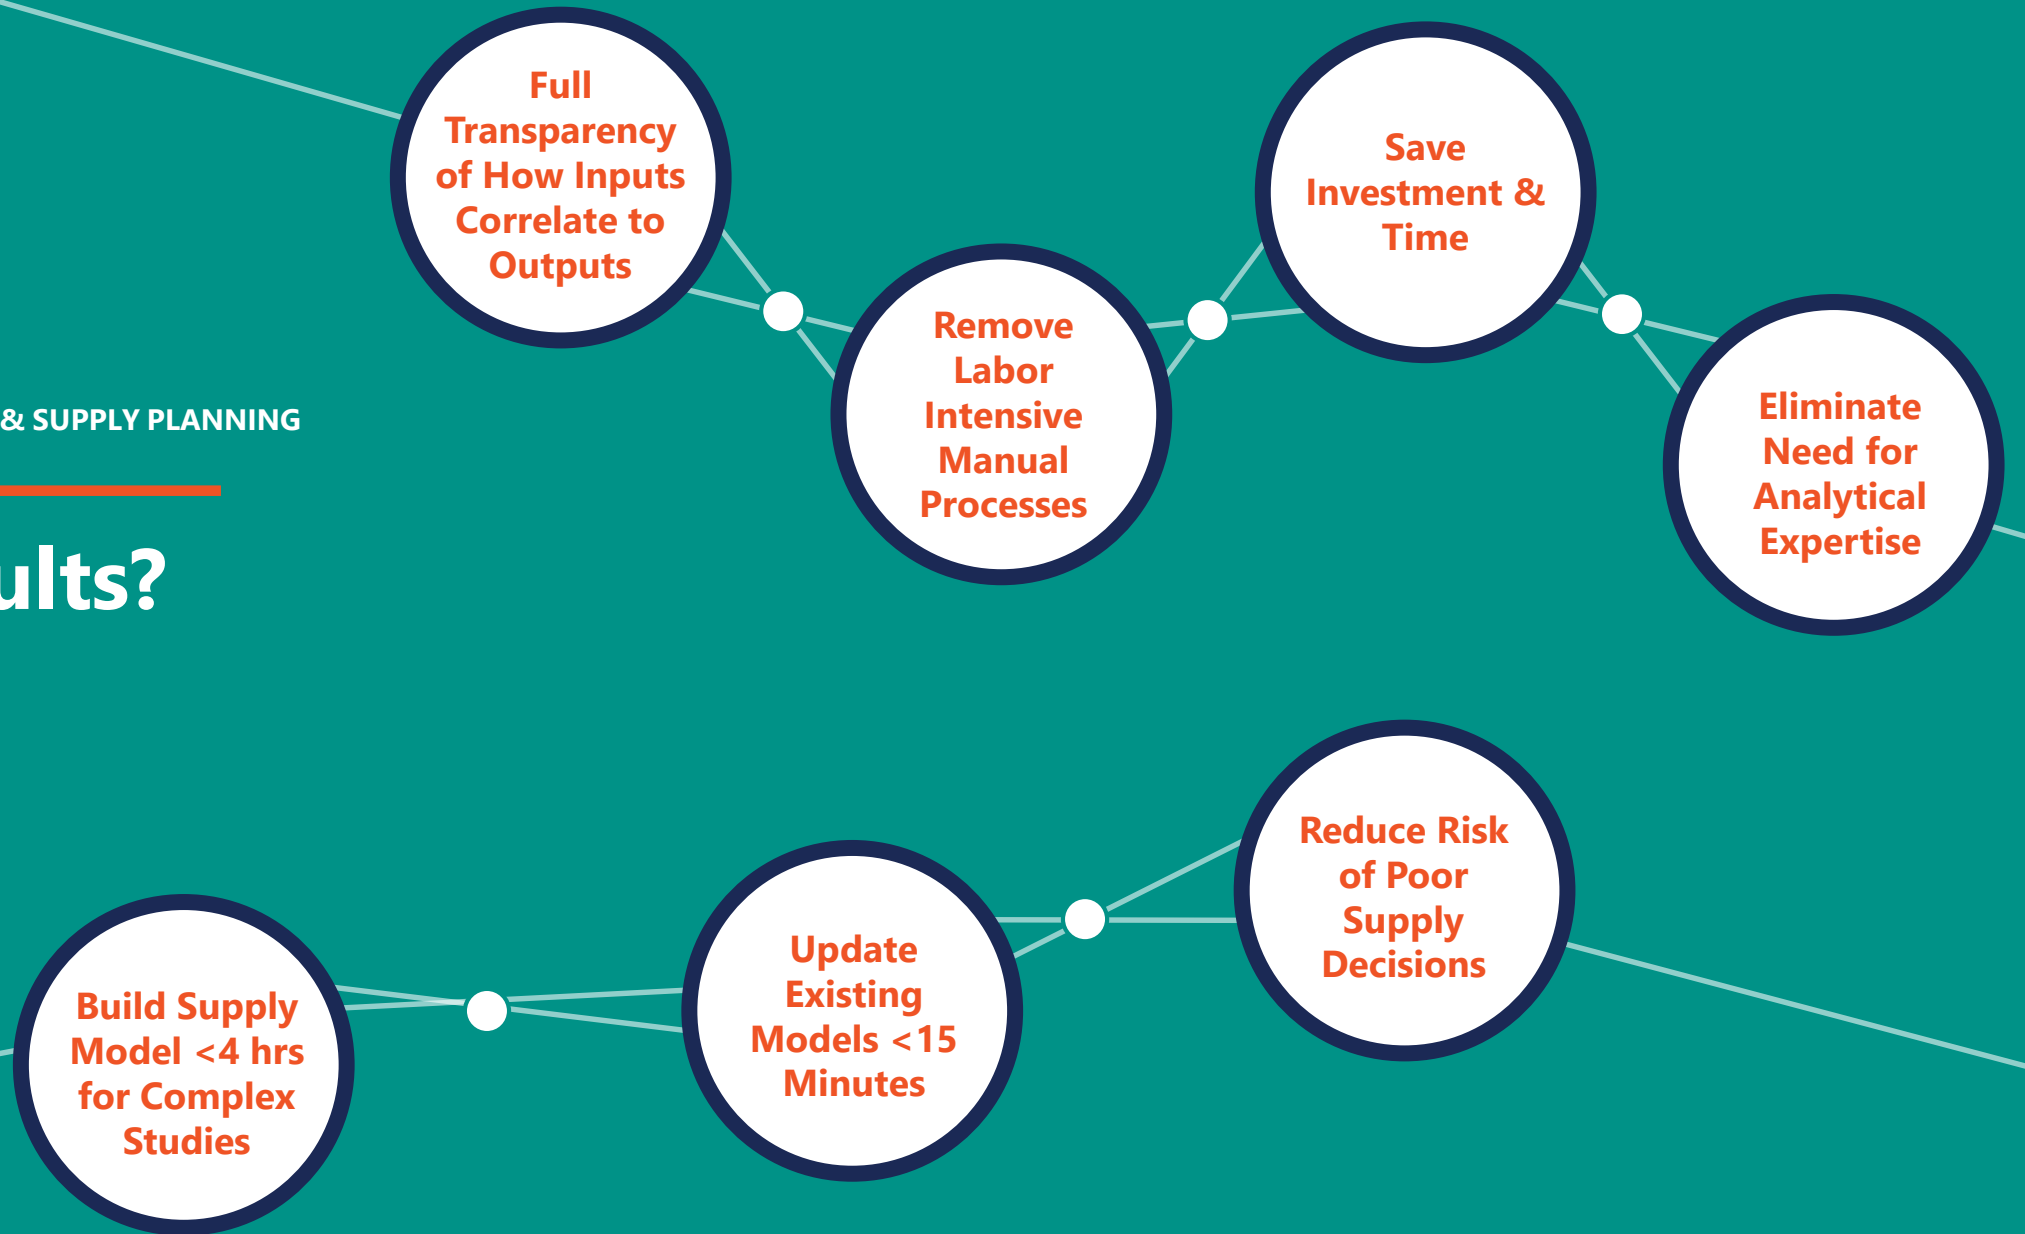 & SUPPLY PLANNING
ults?
Full
Transparency
of How Inputs
Correlate to
Outputs
Remove
Labor
Intensive
Manual
Processes
Save
Investment &
Time
Eliminate
Need for
Analytical
Expertise
Build Supply
Model <4 hrs
for Complex
Studies
Update
Existing
Models <15
Minutes
Reduce Risk
of Poor
Supply
Decisions